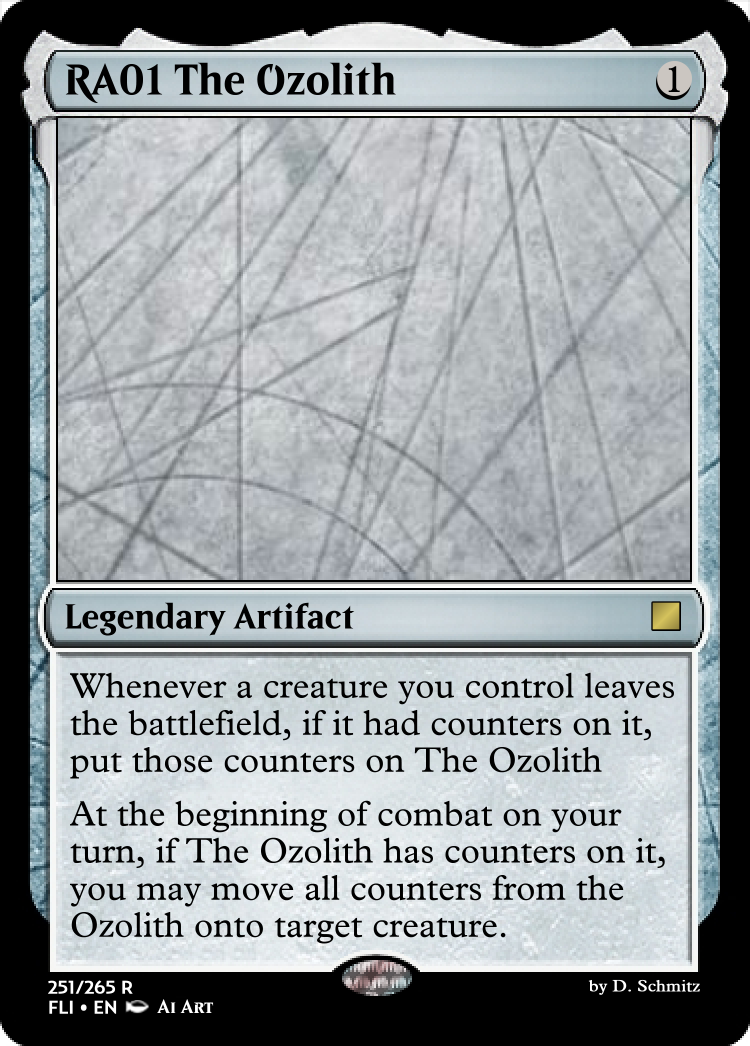 RA01 The Ozolith
1
Legendary Artifact
Whenever a creature you control leaves
the battlefield, if it had counters on it,
put those counters on The Ozolith
At the beginning of combat on your
turn, if The Ozolith has counters on it,
you may move all counters from the
Ozolith onto target creature.
251/265 R
by D. Schmitz
FLI • EN AI ART